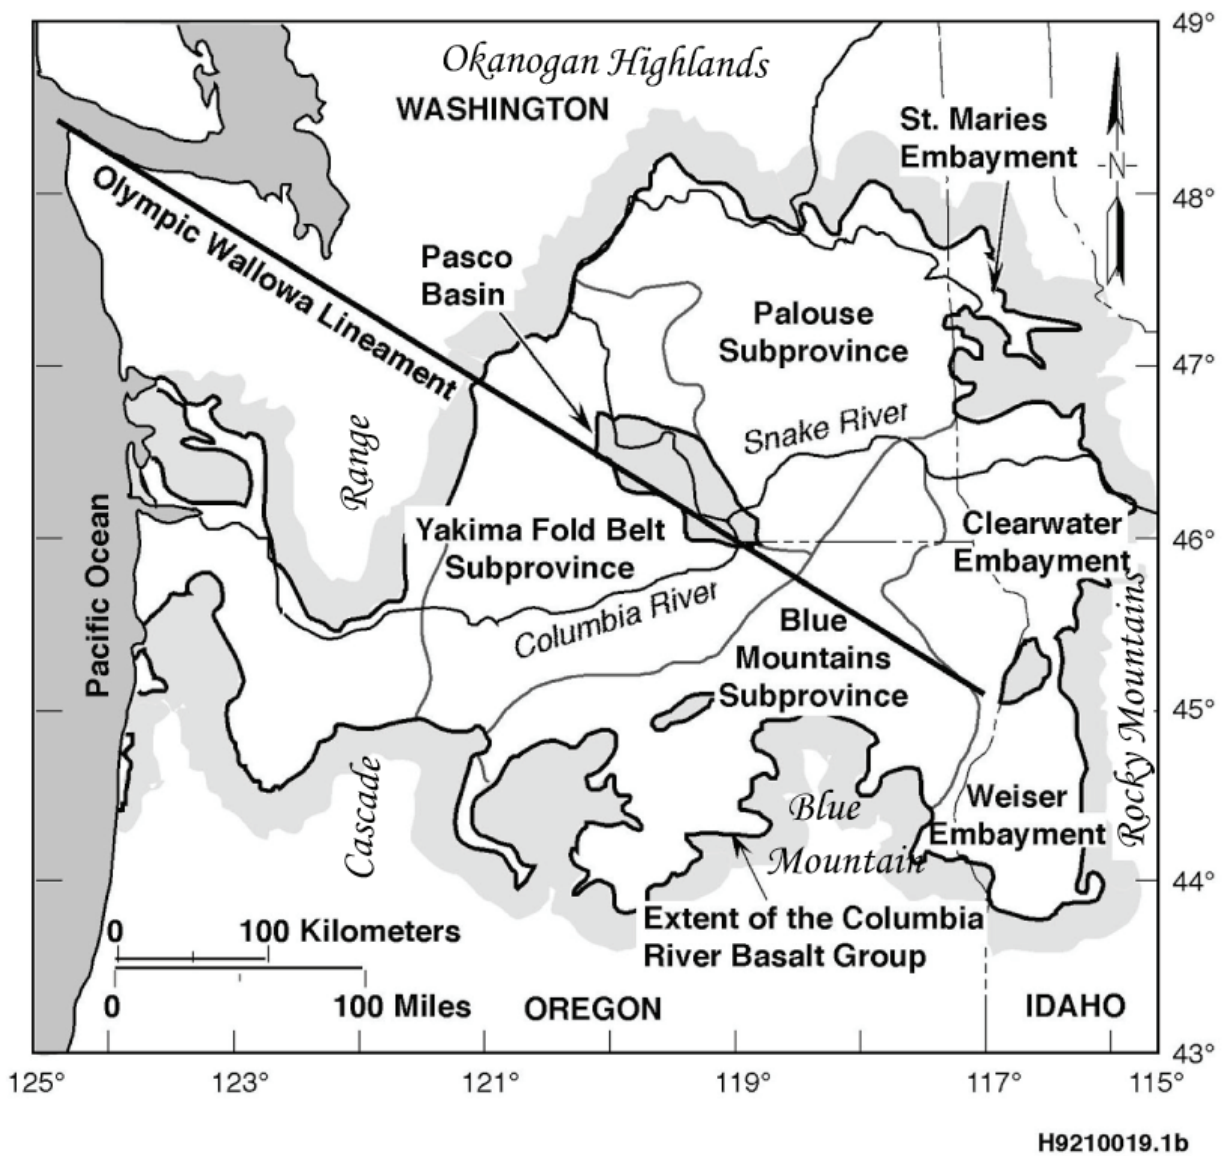 49°
Okanogan Highlands
WASHINGTON
St. Maries
Embayment
N
48°
Olympic Wallowa Lineament
Pasco
Basin
Palouse
Subprovince
47°
Range
Snake River
Pacific Ocean
Yakima Fold Belt
Subprovince
Clearwater
Embayment
46°
Columbia River
Blue
Mountains
Subprovince
Rocky Mountains
45°
Cascade
Weiser
Embayment
Blue
Mountain
44°
Extent of the Columbia
River Basalt Group
0 100 Kilometers
0 100 Miles
OREGON
IDAHO
43°
125° 123° 121° 119° 117° 115°
H9210019.1b